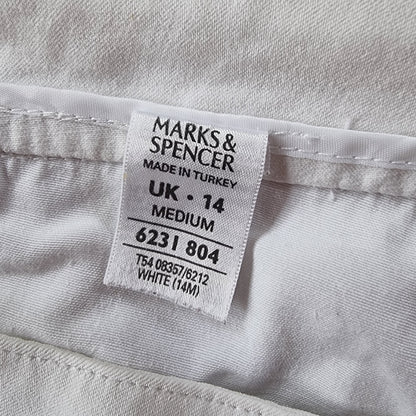 MARKS &
SPENCER
MADE IN TURKEY
UK · 14
MEDIUM
6231 804
T54 08357/6212
WHITE (14M)